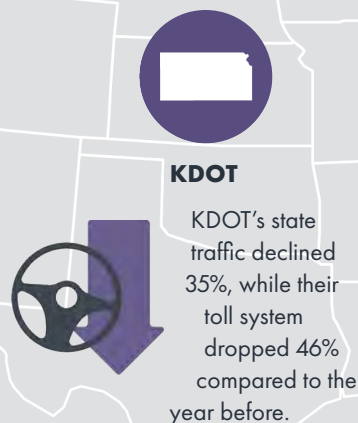 KDOT
KDOT’s state
traffic declined
35%, while their
toll system
dropped 46%
compared to the
year before.